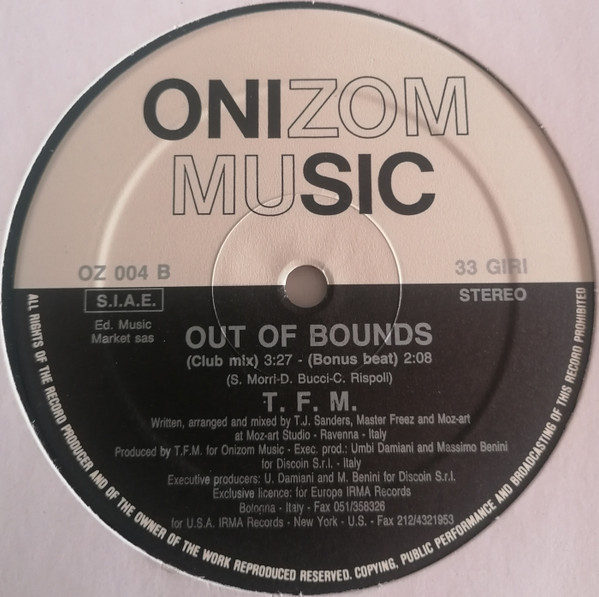 ONIZOM
MUSIC
OZ 004 B
33 GIRI
S.I.A.E.
STEREO
Ed. Music
Market sas
OUT OF BOUNDS
(Club mix) 3:27 - (Bonus beat) 2:08
(S. Morri-D. Bucci-C. Rispoli)
T. F. M.
Written, arranged and mixed by T.J. Sanders, Master Freez and Moz-art
at Moz-art Studio - Ravenna - Italy
Produced by T.F.M. for Onizom Music - Exec. prod.: Umbi Damiani and Massimo Benini
for Discoin S.r.l. - Italy
Executive producers: U. Damiani and M. Benini for Discoin S.r.l.
Exclusive licence: for Europe IRMA Records
Bologna - Italy - Fax 051/358326
for U.S.A. IRMA Records - New York - U.S. - Fax 212/4321953
ALL RIGHTS OF THE RECORD PRODUCER AND OF THE OWNER OF THE WORK REPRODUCED RESERVED. COPYING, PUBLIC PERFORMANCE AND BROADCASTING OF THIS RECORD PROHIBITED